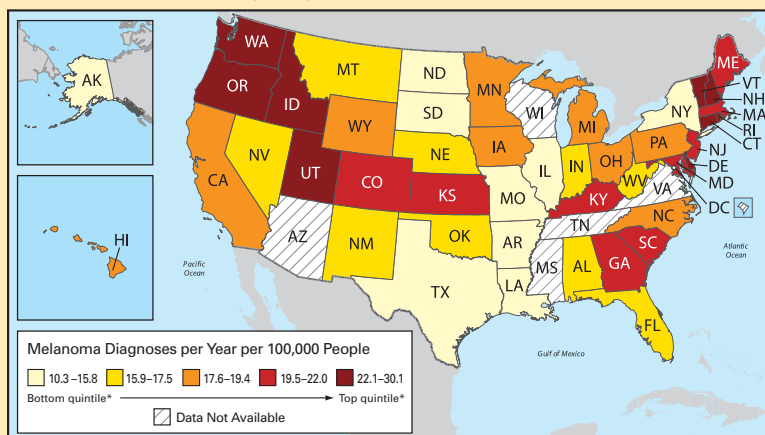 AK
HI
WA
OR
ID
MT
ND
SD
MN
WI
MI
ME
VT
NH
MA
RI
CT
NY
PA
NJ
DE
MD
DC
WY
NE
IA
IL
IN
OH
WV
VA
NV
CA
UT
CO
KS
MO
KY
NC
TN
SC
AZ
NM
OK
AR
MS
AL
GA
TX
LA
FL
Pacific
Ocean
Atlantic
Ocean
Gulf of Mexico
Melanoma Diagnoses per Year per 100,000 People
10.3–15.8 15.9–17.5 17.6–19.4 19.5–22.0 22.1–30.1
Bottom quintile* Top quintile*
Data Not Available